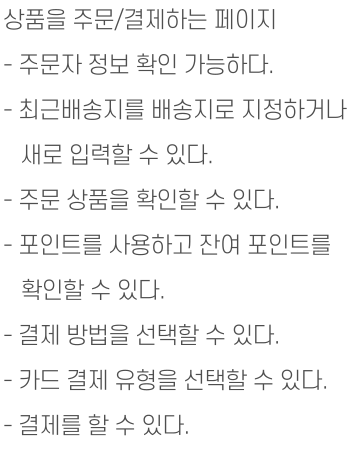 상품을 주문/결제하는 페이지
- 주문자 정보 확인 가능하다.
- 최근배송지를 배송지로 지정하거나
새로 입력할 수 있다.
- 주문 상품을 확인할 수 있다.
- 포인트를 사용하고 잔여 포인트를
확인할 수 있다.
- 결제 방법을 선택할 수 있다.
- 카드 결제 유형을 선택할 수 있다.
- 결제를 할 수 있다.